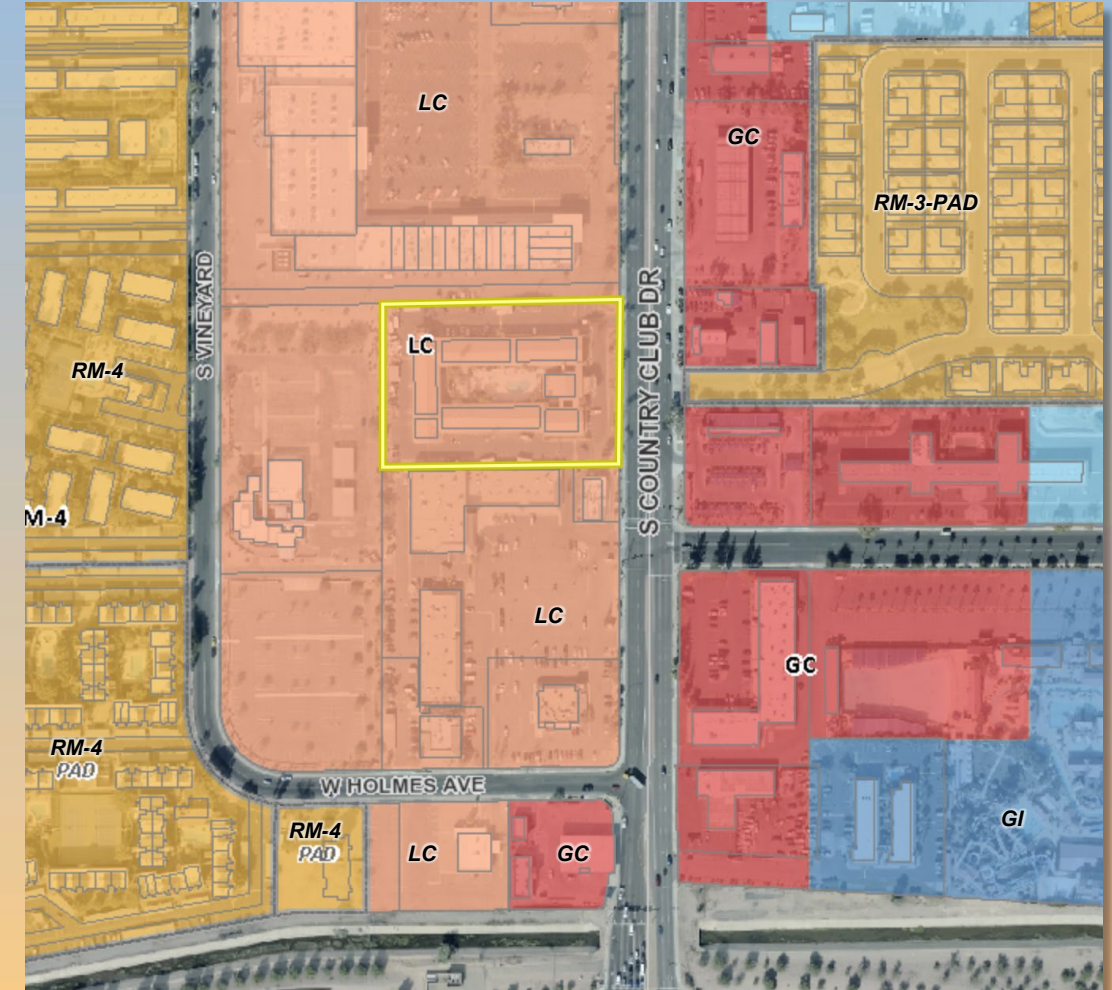 LC
GC
RM-3-PAD
S VINEYARD
S COUNTRY CLUB DR
LC
RM-4
M-4
LC
GC
RM-4
PAD
W HOLMES AVE
GI
RM-4
PAD
LC
GC